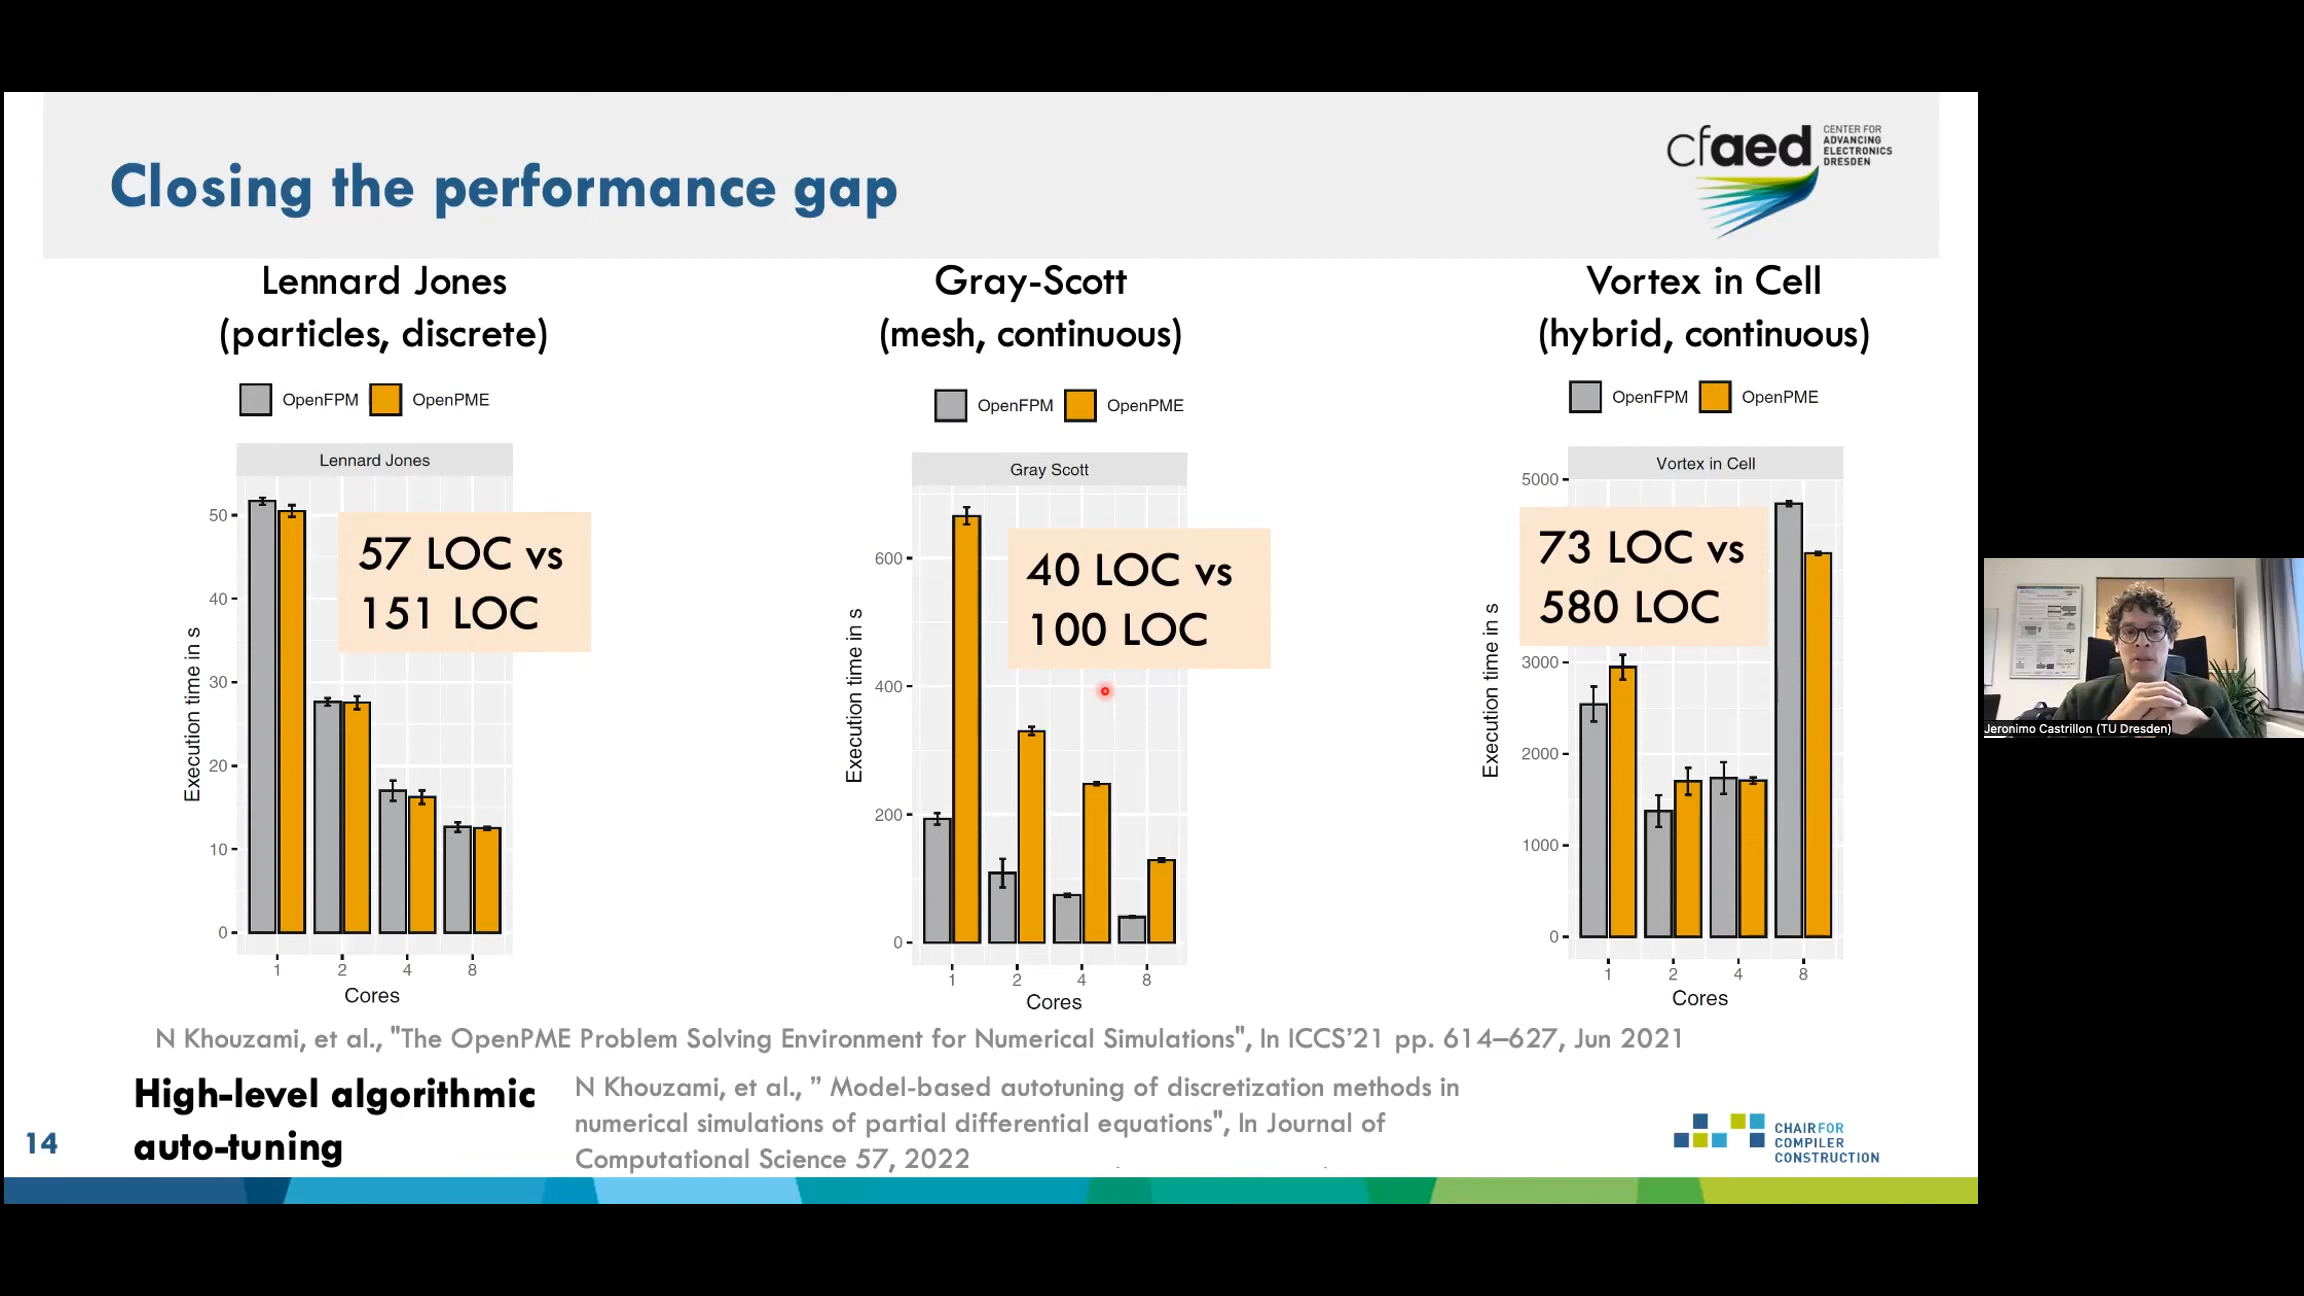 Closing the performance gap
cfaed
CENTER FOR
ADVANCING
ELECTRONICS
DRESDEN
Lennard Jones
(particles, discrete)
OpenFPM
OpenPME
Lennard Jones
57 LOC vs
151 LOC
Execution time in s
50
40
30
20
10
0
1
2
4
8
Cores
Gray-Scott
(mesh, continuous)
OpenFPM
OpenPME
Gray Scott
40 LOC vs
100 LOC
Execution time in s
600
400
200
0
1
2
4
8
Cores
Vortex in Cell
(hybrid, continuous)
OpenFPM
OpenPME
Vortex in Cell
73 LOC vs
580 LOC
Execution time in s
5000
3000
2000
1000
0
1
2
4
8
Cores
Jeronimo Castrillon (TU Dresden)
N Khouzami, et al., "The OpenPME Problem Solving Environment for Numerical Simulations", In ICCS’21 pp. 614–627, Jun 2021
High-level algorithmic
auto-tuning
N Khouzami, et al., ” Model-based autotuning of discretization methods in
numerical simulations of partial differential equations", In Journal of
Computational Science 57, 2022
14
CHAIR FOR
COMPILER
CONSTRUCTION